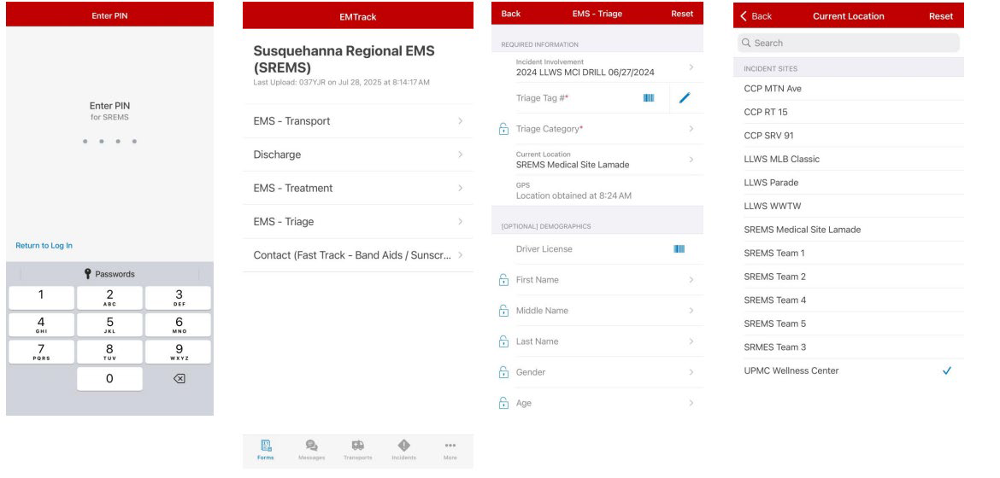 Enter PIN
Enter PIN
for SREMS
Return to Log In
Passwords
1
2
ABC
3
DEF
4
GHI
5
JKL
6
MNO
7
PQRS
8
TUV
9
WXYZ
0
EMTrack
Susquehanna Regional EMS
(SREMS)
Last Upload: 037YJR on Jul 28, 2025 at 8:14:17 AM
EMS - Transport
Discharge
EMS - Treatment
EMS - Triage
Contact (Fast Track - Band Aids / Sunscr...
Forms
Messages
Transports
Incidents
More
Back
EMS - Triage
Reset
REQUIRED INFORMATION
Incident Involvement
2024 LLWS MCI DRILL 06/27/2024
Triage Tag #*
Triage Category*
Current Location
SREMS Medical Site Lamade
GPS
Location obtained at 8:24 AM
[OPTIONAL] DEMOGRAPHICS
Driver License
First Name
Middle Name
Last Name
Gender
Age
Back
Current Location
Reset
Search
INCIDENT SITES
CCP MTN Ave
CCP RT 15
CCP SRV 91
LLWS MLB Classic
LLWS Parade
LLWS WWTW
SREMS Medical Site Lamade
SREMS Team 1
SREMS Team 2
SREMS Team 4
SREMS Team 5
SRMES Team 3
UPMC Wellness Center